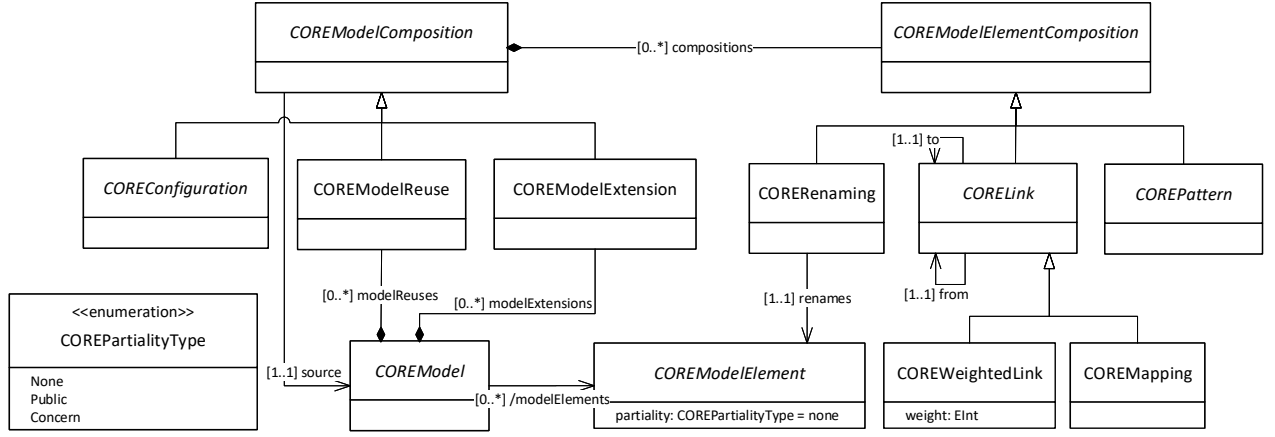 COREModelComposition
[0..*] compositions
COREModelElementComposition
[1..1] to
COREConfiguration
COREModelReuse
COREModelExtension
CORERenaming
CORELink
COREPattern
[0..*] modelReuses
[0..*] modelExtensions
[1..1] renames
[1..1] from
<<enumeration>>
COREPartialityType
None
Public
Concern
[1..1] source
COREModel
[0..*] /modelElements
COREModelElement
partiality: COREPartialityType = none
COREWeightedLink
weight: EInt
COREMapping